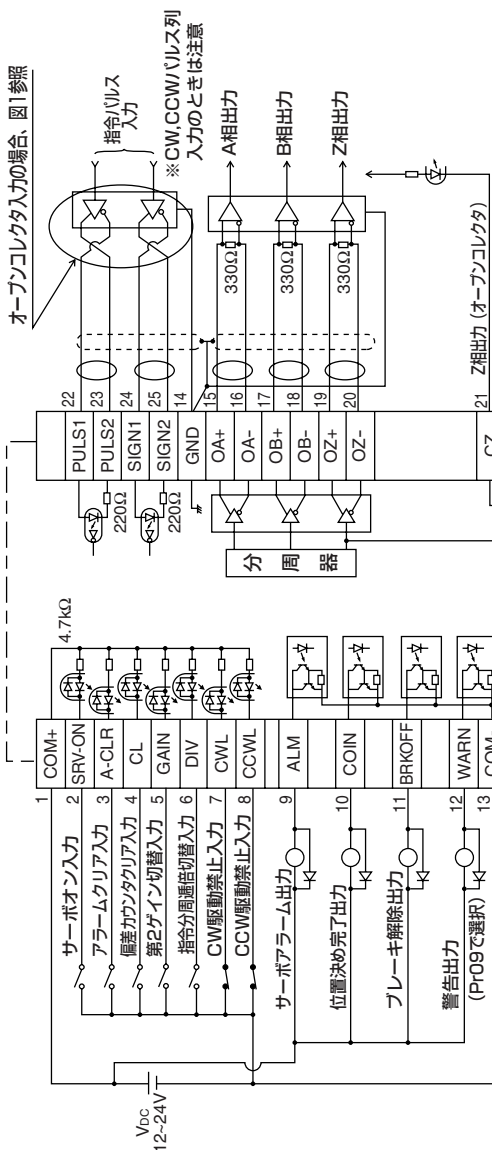 VDC
12~24V
サーボオン入力
アラームクリア入力
偏差カウンタクリア入力
第2ゲイン切替入力
指令分周逓倍切替入力
CW駆動禁止入力
CCW駆動禁止入力
サーボアラーム出力
位置決め完了出力
ブレーキ解除出力
警告出力
(Pr09で選択)
1 COM+
2 SRV-ON
3 A-CLR
4 CL
5 GAIN
6 DIV
7 CWL
8 CCWL
9 ALM
10 COIN
11 BRKOFF
12 WARN
13 COM-
4.7kΩ
分周器
220Ω
220Ω
PULS1 22
PULS2 23
SIGN1 24
SIGN2 25
GND 14
OA+ 15
OA- 16
OB+ 17
OB- 18
OZ+ 19
OZ- 20
CZ 21
オープンコレクタ入力の場合、図1参照
指令パルス
入力
※CW,CCWパルス列
入力のときは注意
330Ω
330Ω
330Ω
A相出力
B相出力
Z相出力
Z相出力 (オープンコレクタ)